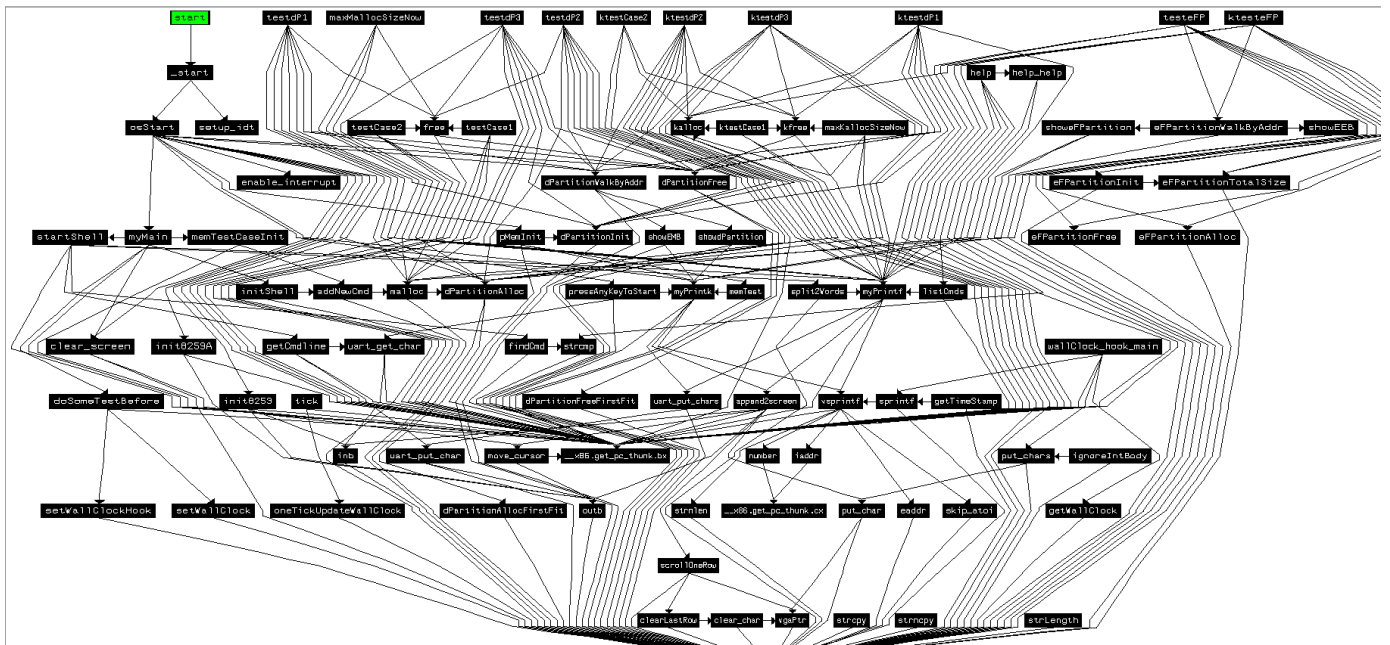 start testdP1 maxMallocSizeNow testdP3 testdP2 ktestCase2 ktestdP2 ktestdP3 ktestdP1 testeFP ktesteFP
_start help help_help
osStart setup_idt testCase2 free testCase1 kalloc ktestCase1 kfree maxKallocSizeNow showeFPartition eFPartitionWalkByAddr showEEB
enable_interrupt dPartitionWalkByAddr dPartitionFree eFPartitionInit eFPartitionTotalSize
startShell myMain memTestCaseInit pMemInit dPartitionInit showEMB showdPartition eFPartitionFree eFPartitionAlloc
initShell addNewCmd malloc dPartitionAlloc pressAnyKeyToStart myPrintk memTest split2Words myPrintf listCmds
clear_screen init8259A getCmdline uart_get_char findCmd strcmp wallClock_hook_main
doSomeTestBefore init8253 tick dPartitionFreeFirstFit uart_put_chars append2screen vsprintf sprintf getTimeStamp
inb uart_put_char move_cursor __x86.get_pc_thunk.bx number iaddr put_chars ignoreIntBody
setWallClockHook setWallClock oneTickUpdateWallClock dPartitionAllocFirstFit outb strnlen __x86.get_pc_thunk.cx put_char eaddr skip_atoi getWallClock
scrollOneRow
clearLastRow clear_char vgaPtr strcpy strncpy strLength